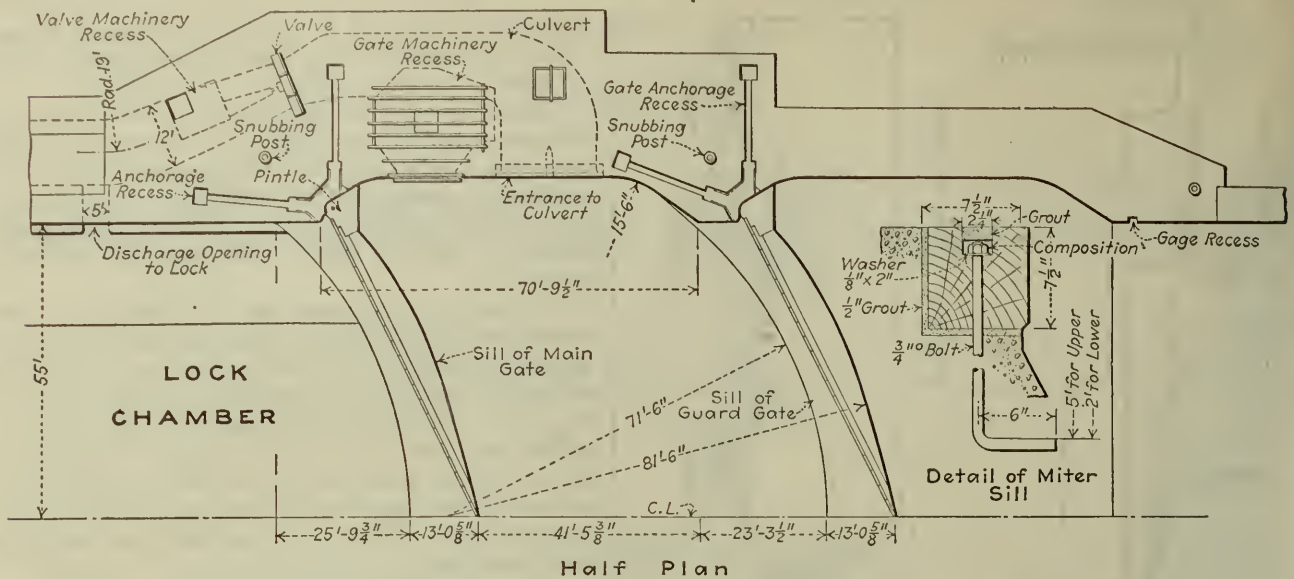 Valve Machinery
Recess
Valve
Culvert
Gate Machinery
Recess
Rad.19'
12'
Snubbing
Post
Gate Anchorage
Recess
Snubbing
Post
Anchorage
Recess
Pintle
Entrance to
Culvert
15'-6"
5'
Discharge Opening
to Lock
70'-9 1/2"
7 1/2"
2 1/4"
Grout
Composition
Gage Recess
Washer
1/8" x 2"
1/2" Grout
7 1/2"
3/4"° Bolt
5' for Upper
2' for Lower
6"
Detail of Miter
Sill
55'
LOCK
CHAMBER
Sill of Main
Gate
71'-6"
Sill of
Guard Gate
81'-6"
C.L.
25'-9 3/4"
13'-0 5/8"
41'-5 3/8"
23'-3 1/2"
13'-0 5/8"
Half Plan